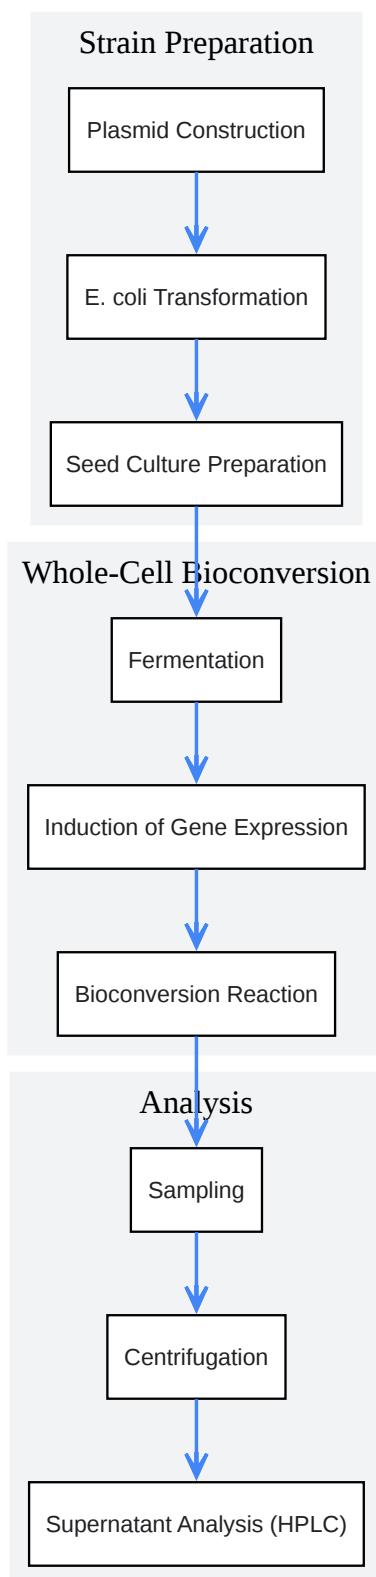 Strain Preparation
Plasmid Construction
E. coli Transformation
Seed Culture Preparation
Whole-Cell Bioconversion
Fermentation
Induction of Gene Expression
Bioconversion Reaction
Analysis
Sampling
Centrifugation
Supernatant Analysis (HPLC)